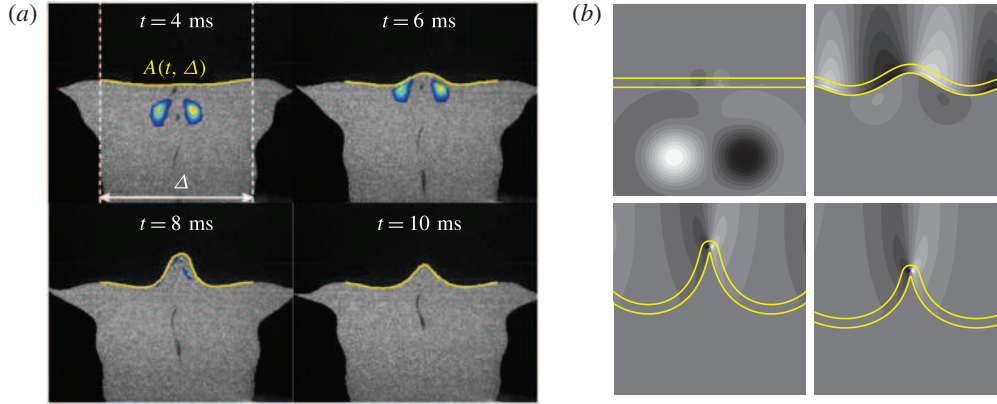 (a)
t = 4 ms
t = 6 ms
A(t, Δ)
Δ
t = 8 ms
t = 10 ms
(b)